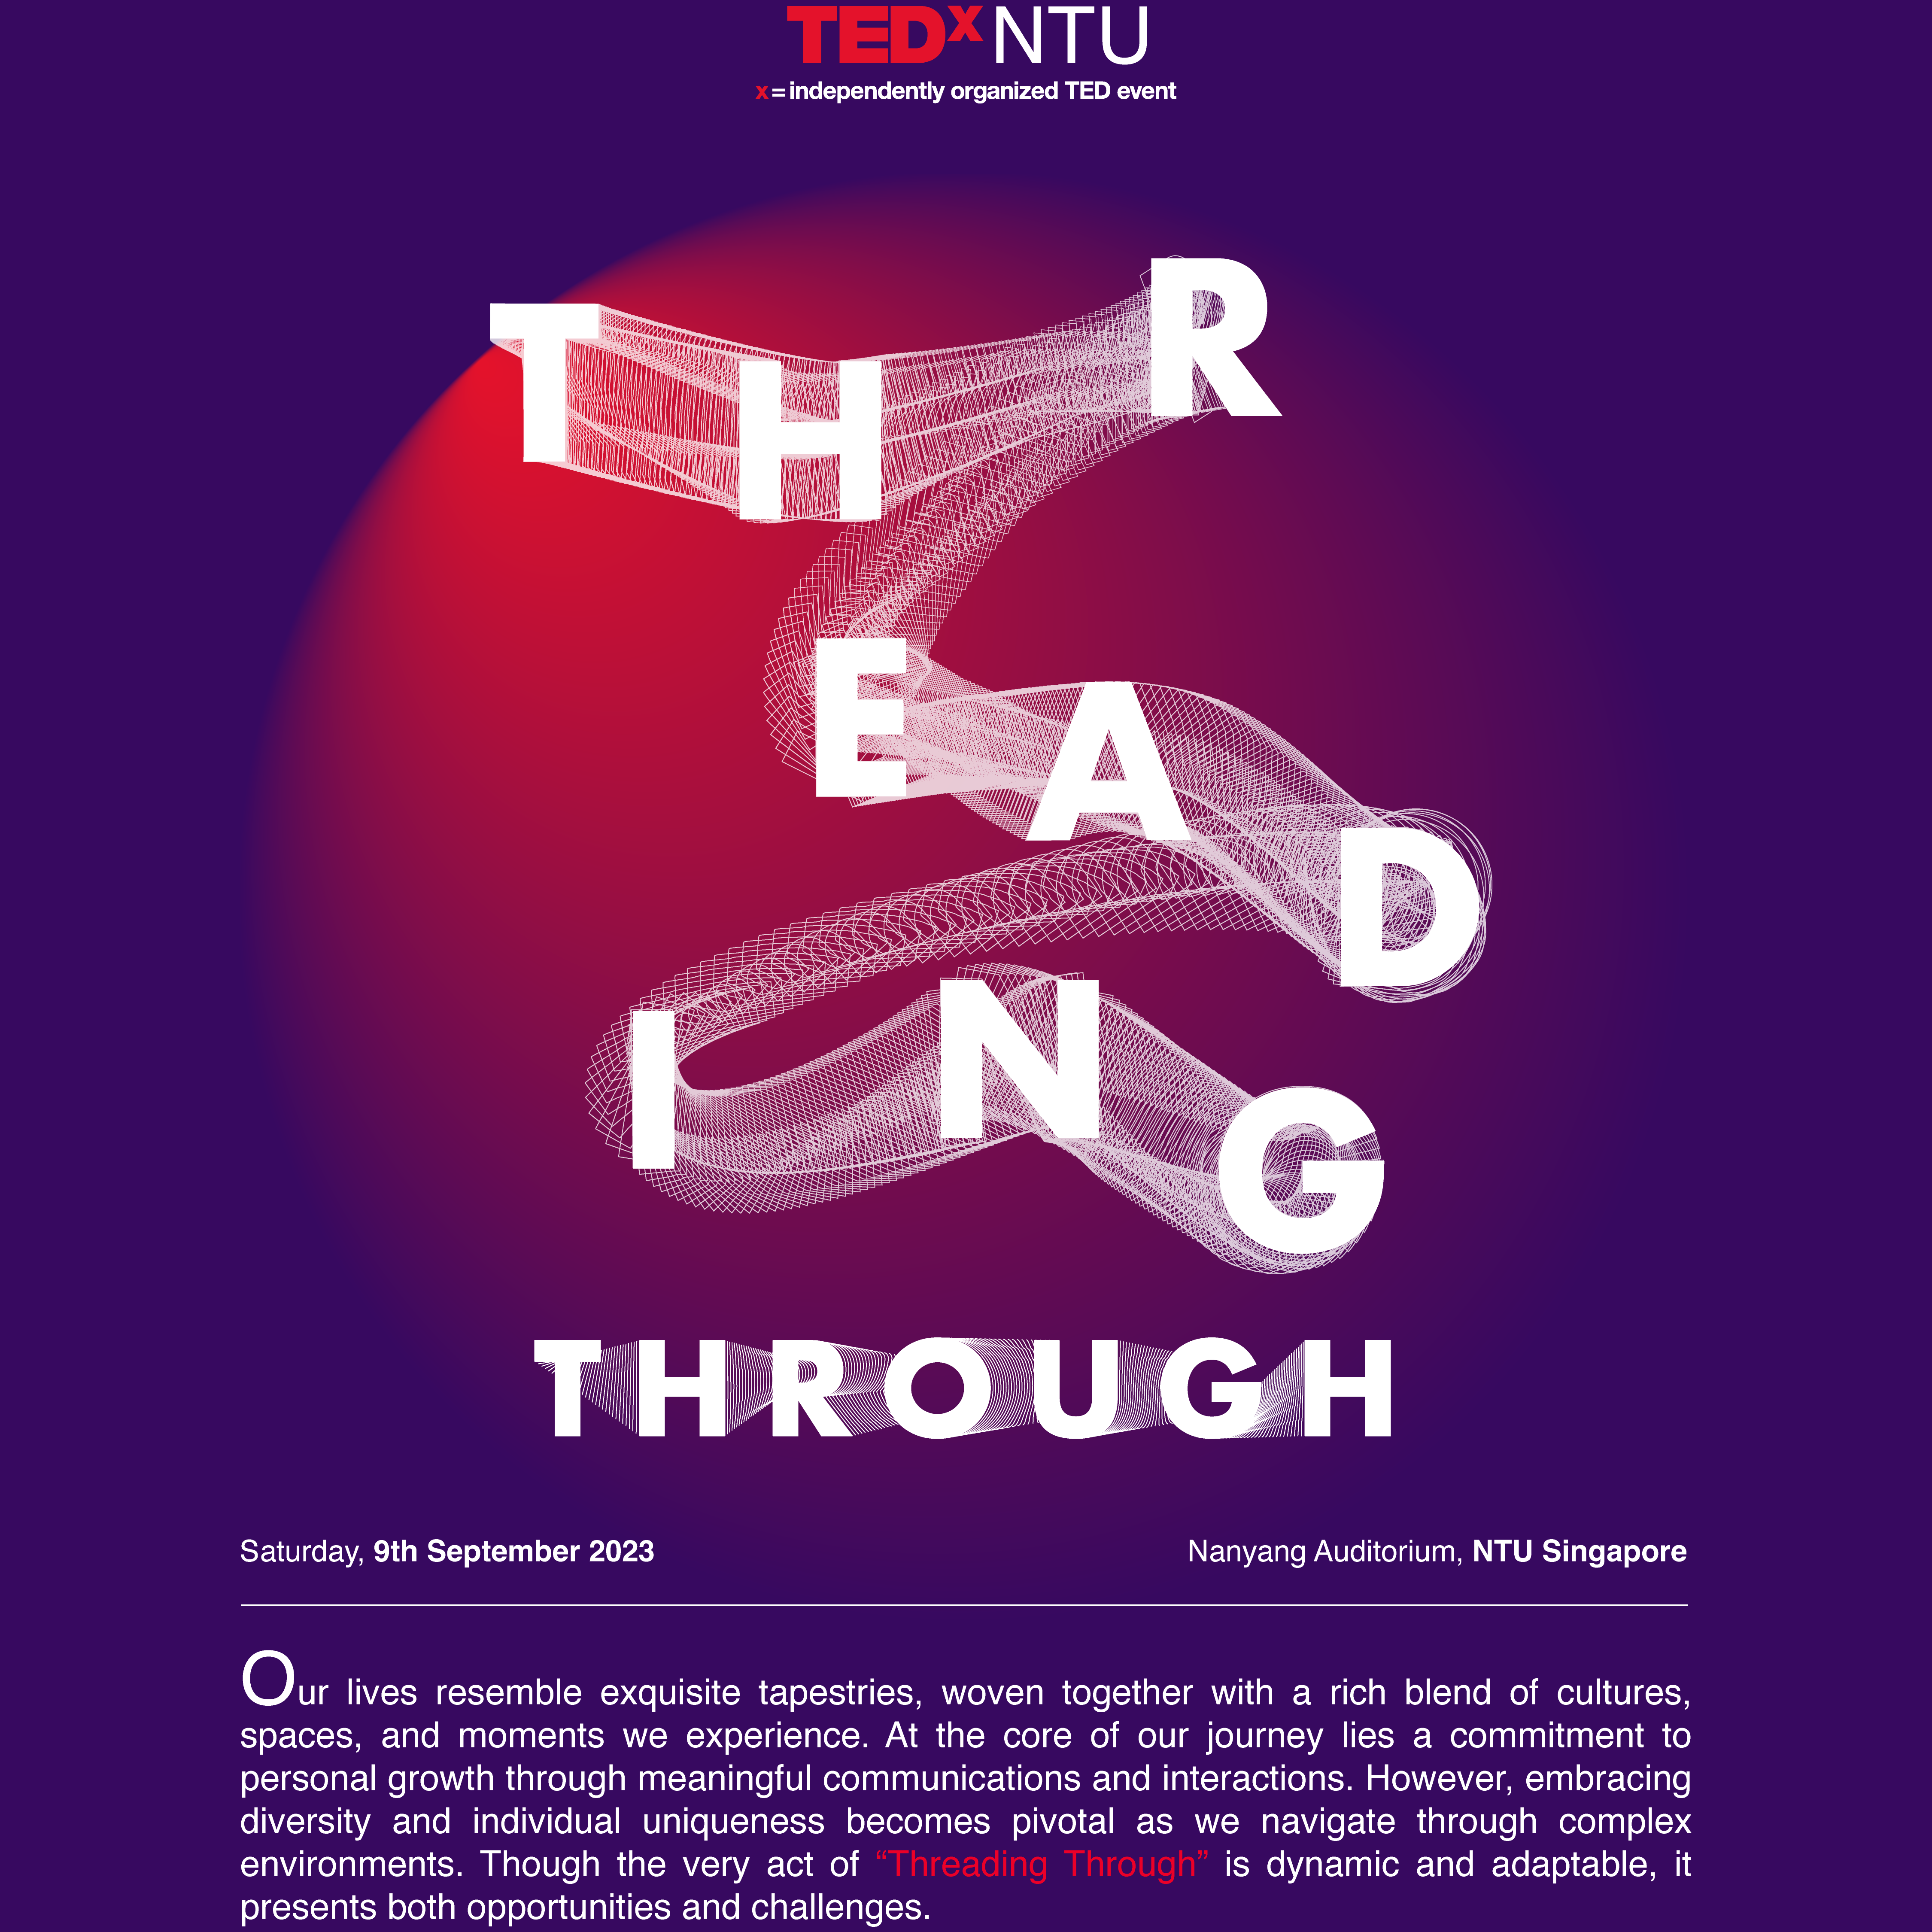 TEDxNTU
x = independently organized TED event
THREADING
THROUGH
Saturday, 9th September 2023
Nanyang Auditorium, NTU Singapore
Our lives resemble exquisite tapestries, woven together with a rich blend of cultures,
spaces, and moments we experience. At the core of our journey lies a commitment to
personal growth through meaningful communications and interactions. However, embracing
diversity and individual uniqueness becomes pivotal as we navigate through complex
environments. Though the very act of “Threading Through” is dynamic and adaptable, it
presents both opportunities and challenges.